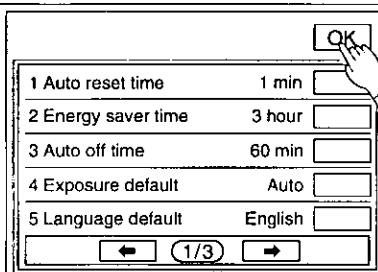 OK
1 Auto reset time 1 min
2 Energy saver time 3 hour
3 Auto off time 60 min
4 Exposure default Auto
5 Language default English
← 1/3 →